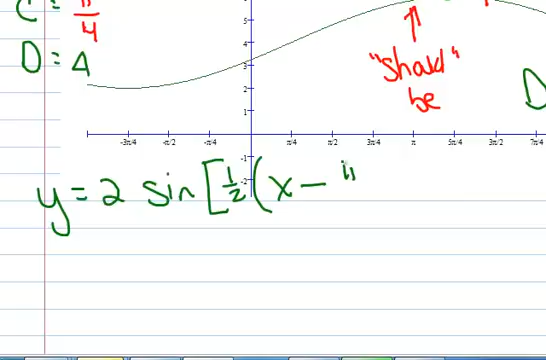 C = π/4
D = 4
5
4
3
2
1
-1
-2
-3π/4 -π/2 -π/4 π/4 π/2 3π/4 π 5π/4 3π/2 7π/4
"should"
be
D
y = 2 sin [ 1/2 ( x -